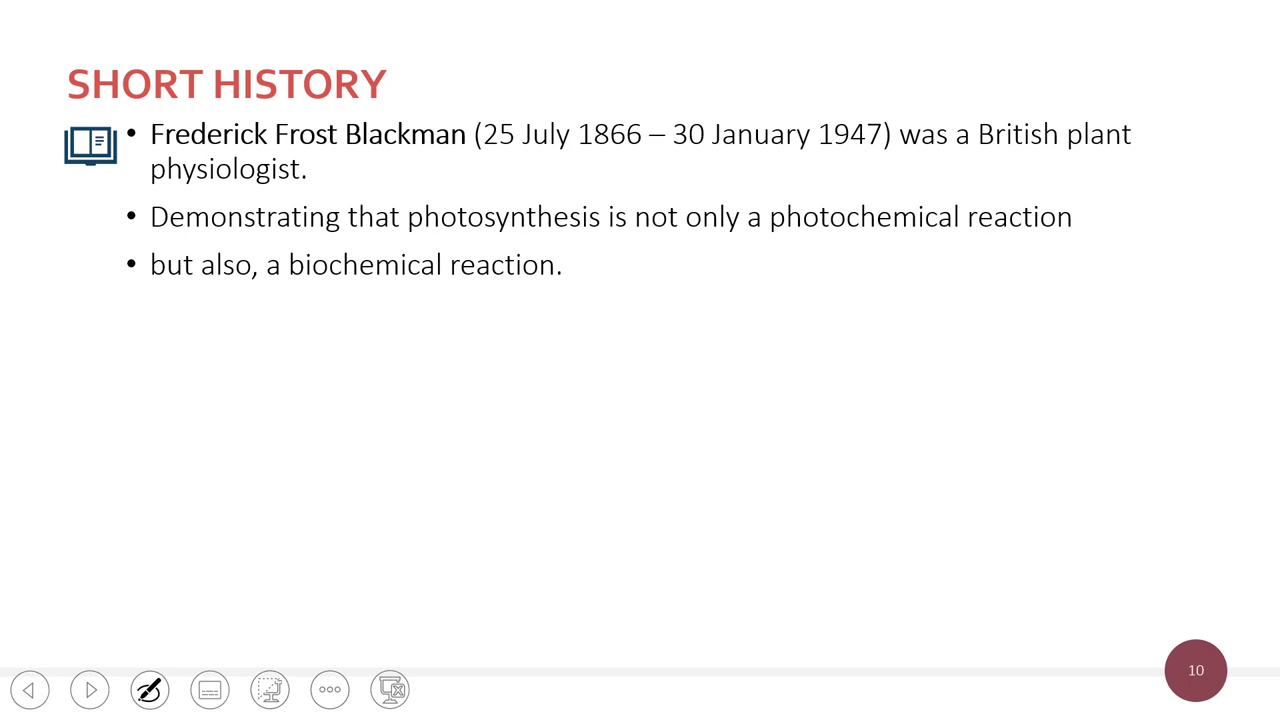 SHORT HISTORY
• Frederick Frost Blackman (25 July 1866 – 30 January 1947) was a British plant
physiologist.
• Demonstrating that photosynthesis is not only a photochemical reaction
• but also, a biochemical reaction.
10